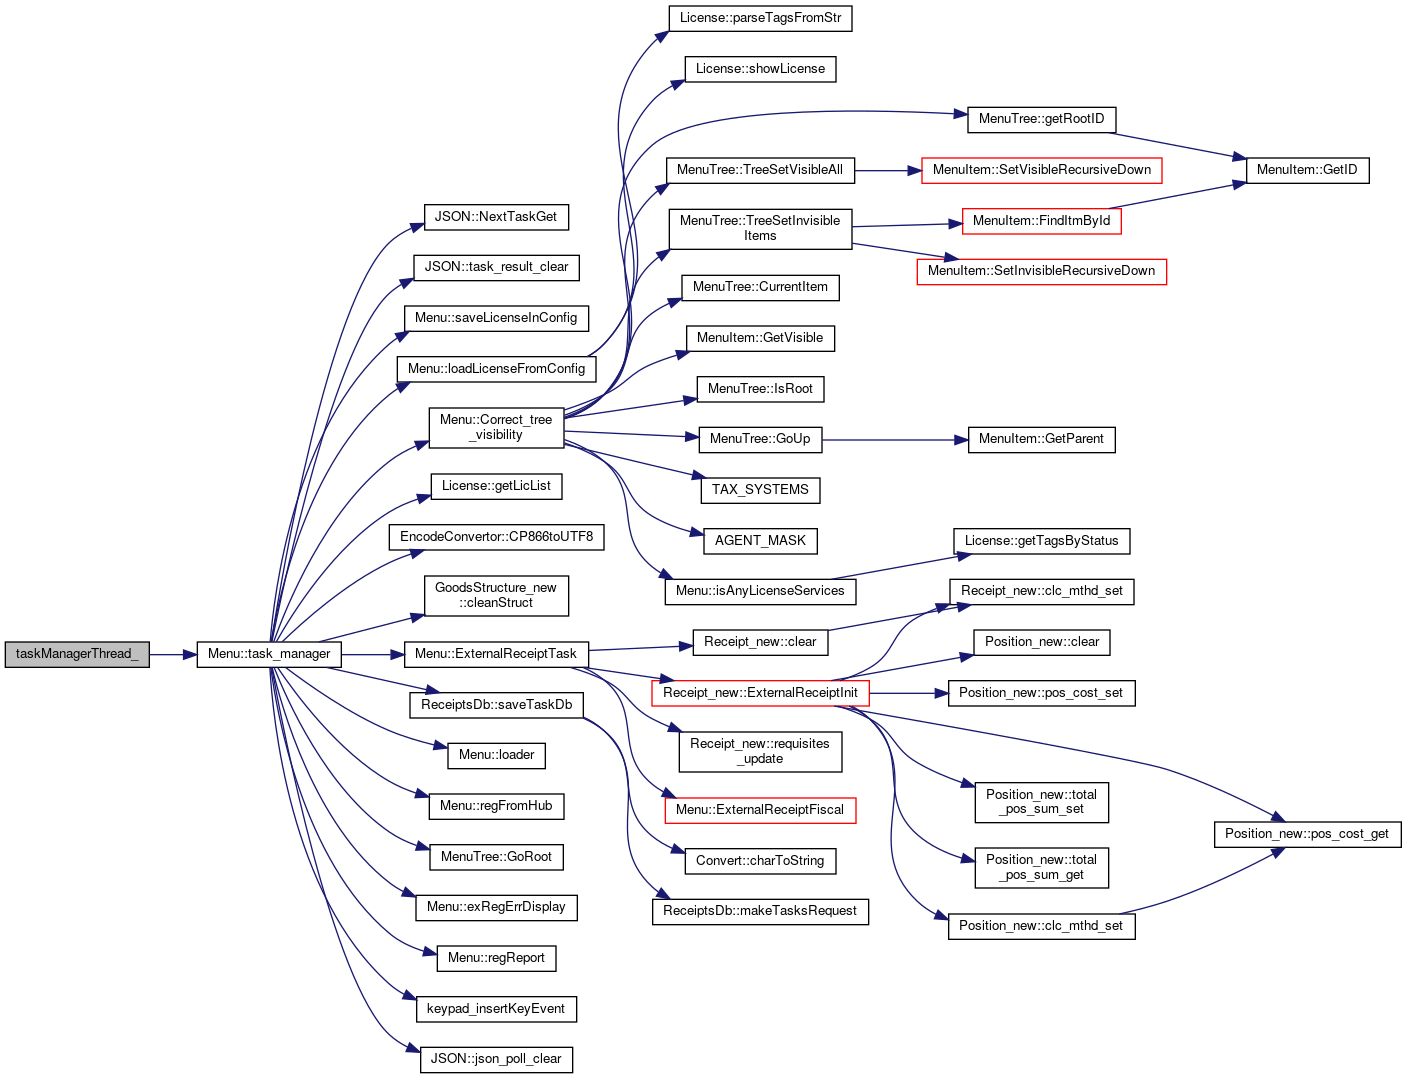 taskManagerThread_
Menu::task_manager
JSON::NextTaskGet
JSON::task_result_clear
Menu::saveLicenseInConfig
Menu::loadLicenseFromConfig
Menu::Correct_tree
_visibility
License::getLicList
EncodeConvertor::CP866toUTF8
GoodsStructure_new
::cleanStruct
Menu::ExternalReceiptTask
ReceiptsDb::saveTaskDb
Menu::loader
Menu::regFromHub
MenuTree::GoRoot
Menu::exRegErrDisplay
Menu::regReport
keypad_insertKeyEvent
JSON::json_poll_clear
License::parseTagsFromStr
License::showLicense
MenuTree::TreeSetVisibleAll
MenuTree::TreeSetInvisible
Items
MenuTree::CurrentItem
MenuItem::GetVisible
MenuTree::IsRoot
MenuTree::GoUp
TAX_SYSTEMS
AGENT_MASK
Menu::isAnyLicenseServices
Receipt_new::clear
Receipt_new::ExternalReceiptInit
Receipt_new::requisites
_update
Menu::ExternalReceiptFiscal
Convert::charToString
ReceiptsDb::makeTasksRequest
MenuTree::getRootID
MenuItem::SetVisibleRecursiveDown
MenuItem::FindItmById
MenuItem::SetInvisibleRecursiveDown
MenuItem::GetParent
License::getTagsByStatus
Receipt_new::clc_mthd_set
Position_new::clear
Position_new::pos_cost_set
Position_new::total
_pos_sum_set
Position_new::total
_pos_sum_get
Position_new::clc_mthd_set
MenuItem::GetID
Position_new::pos_cost_get